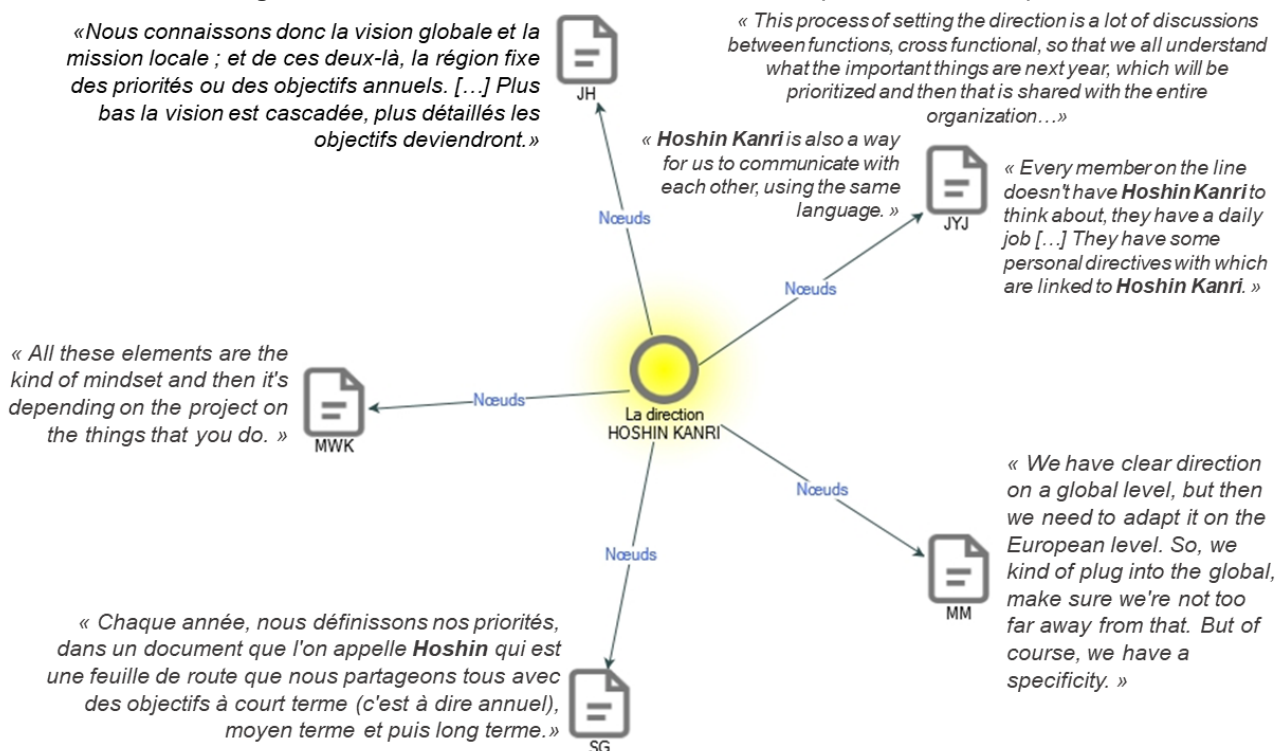 «Nous connaissons donc la vision globale et la
mission locale ; et de ces deux-là, la région fixe
des priorités ou des objectifs annuels. […] Plus
bas la vision est cascadée, plus détaillés les
objectifs deviendront.»
JH
« This process of setting the direction is a lot of discussions
between functions, cross functional, so that we all understand
what the important things are next year, which will be
prioritized and then that is shared with the entire
organization…»
« Hoshin Kanri is also a way
for us to communicate with
each other, using the same
language. »
JYJ
« Every member on the line
doesn't have Hoshin Kanri to
think about, they have a daily
job […] They have some
personal directives with which
are linked to Hoshin Kanri. »
Nœuds
Nœuds
« All these elements are the
kind of mindset and then it's
depending on the project on
the things that you do. »
MWK
Nœuds
La direction
HOSHIN KANRI
Nœuds
« We have clear direction
on a global level, but then
we need to adapt it on the
European level. So, we
kind of plug into the global,
make sure we're not too
far away from that. But of
course, we have a
specificity. »
MM
Nœuds
« Chaque année, nous définissons nos priorités,
dans un document que l'on appelle Hoshin qui est
une feuille de route que nous partageons tous avec
des objectifs à court terme (c'est à dire annuel),
moyen terme et puis long terme.»
SG